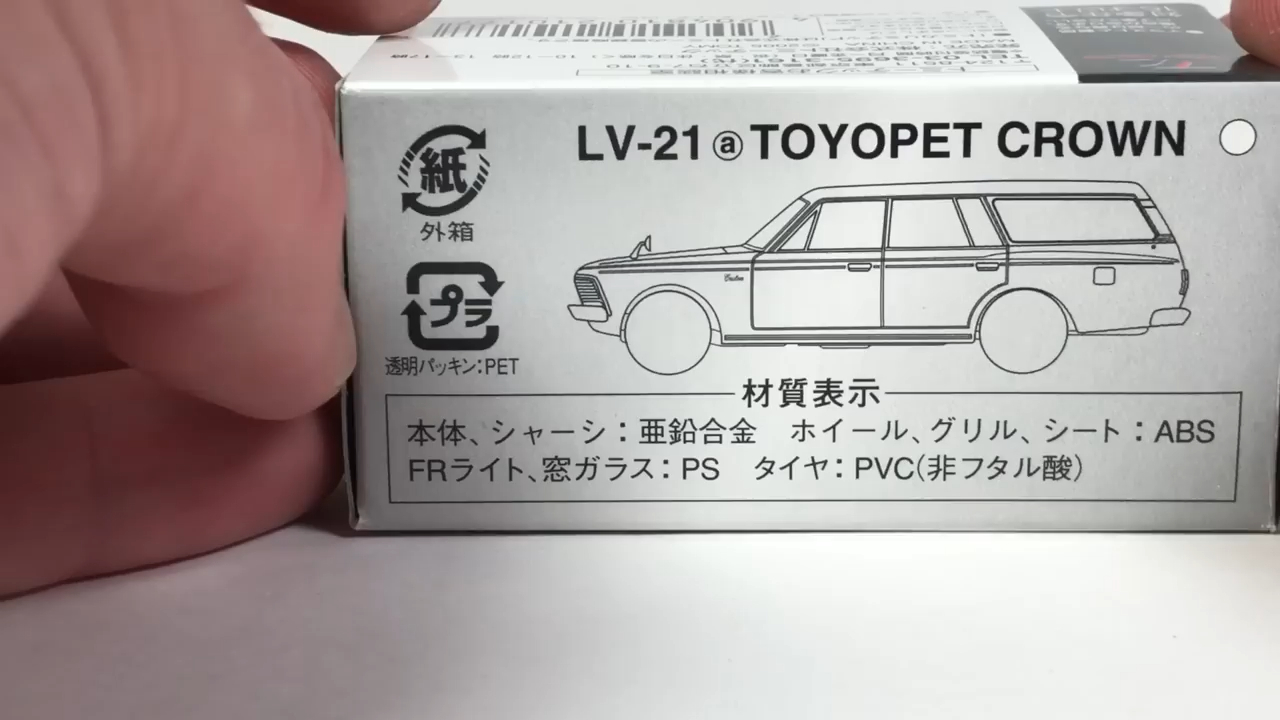 LV-21 ⓐ TOYOPET CROWN
紙
外箱
プラ
透明パッキン:PET
Custom
材質表示
本体、シャーシ:亜鉛合金 ホイール、グリル、シート:ABS
FRライト、窓ガラス:PS タイヤ:PVC(非フタル酸)